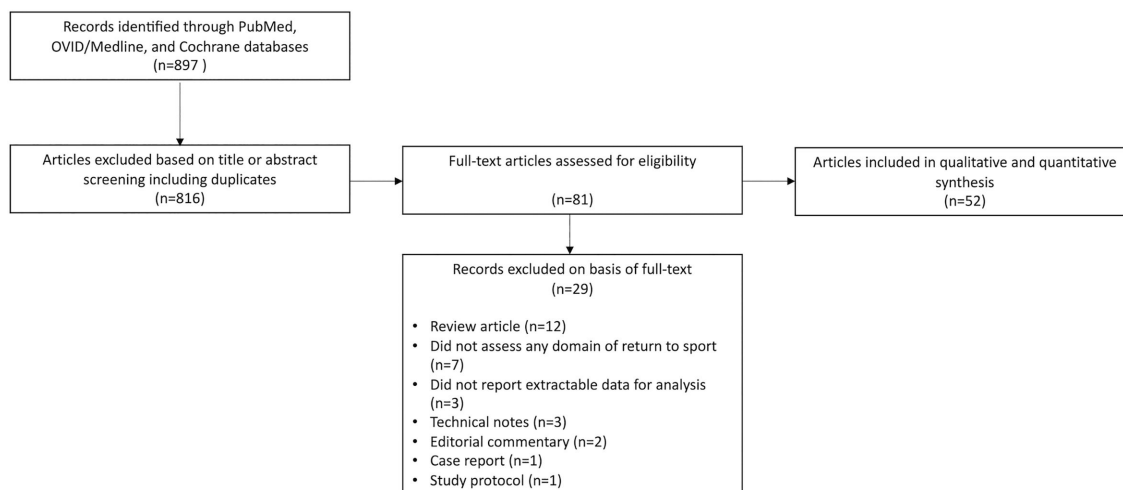 Records identified through PubMed,
OVID/Medline, and Cochrane databases
(n=897 )
Articles excluded based on title or abstract
screening including duplicates
(n=816)
Full-text articles assessed for eligibility
(n=81)
Articles included in qualitative and quantitative
synthesis
(n=52)
Records excluded on basis of full-text
(n=29)
• Review article (n=12)
• Did not assess any domain of return to sport
(n=7)
• Did not report extractable data for analysis
(n=3)
• Technical notes (n=3)
• Editorial commentary (n=2)
• Case report (n=1)
• Study protocol (n=1)